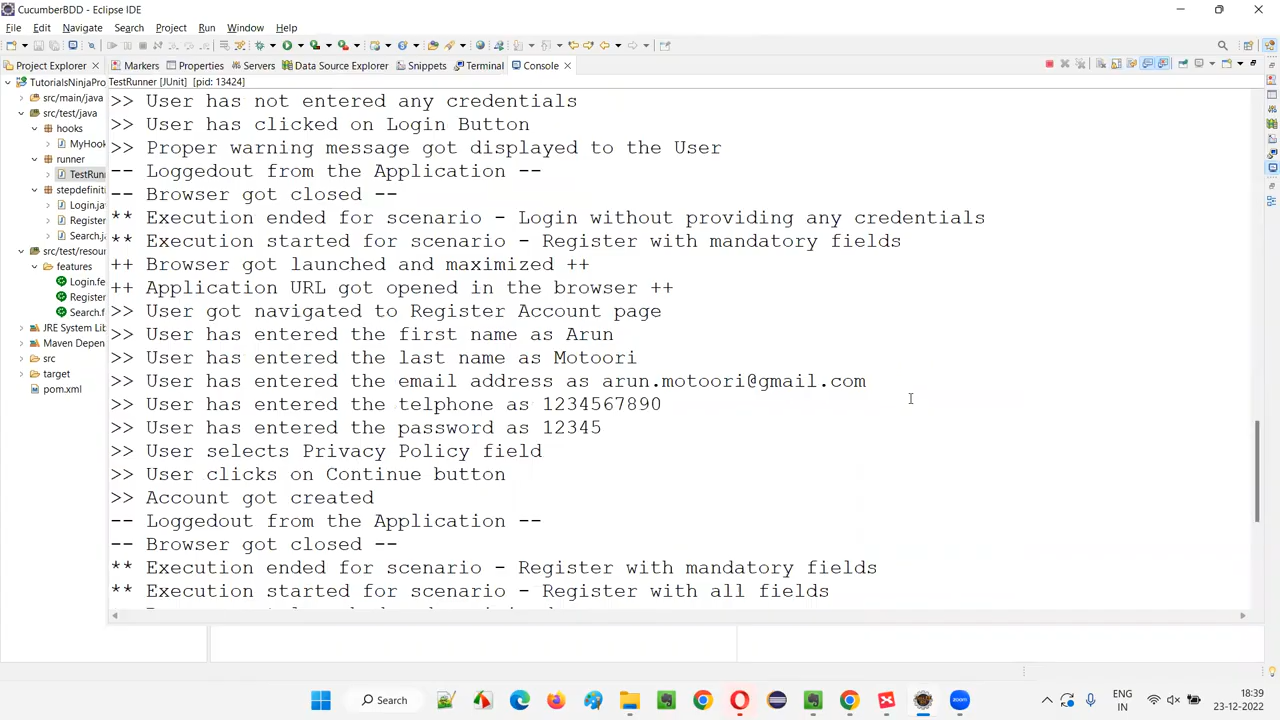 CucumberBDD - Eclipse IDE
File Edit Navigate Search Project Run Window Help
Project Explorer Markers Properties Servers Data Source Explorer Snippets Terminal Console
TutorialsNinjaPro
TestRunner [JUnit] [pid: 13424]
src/main/java
src/test/java
hooks
MyHook
runner
TestRunn
stepdefinit
Login.jav
Register
Search.j
src/test/resour
features
Login.fe
Register
Search.f
JRE System Lib
Maven Depen
src
target
pom.xml
>> User has not entered any credentials
>> User has clicked on Login Button
>> Proper warning message got displayed to the User
-- Loggedout from the Application --
-- Browser got closed --
** Execution ended for scenario - Login without providing any credentials
** Execution started for scenario - Register with mandatory fields
++ Browser got launched and maximized ++
++ Application URL got opened in the browser ++
>> User got navigated to Register Account page
>> User has entered the first name as Arun
>> User has entered the last name as Motoori
>> User has entered the email address as arun.motoori@gmail.com
>> User has entered the telphone as 1234567890
>> User has entered the password as 12345
>> User selects Privacy Policy field
>> User clicks on Continue button
>> Account got created
-- Loggedout from the Application --
-- Browser got closed --
** Execution ended for scenario - Register with mandatory fields
** Execution started for scenario - Register with all fields
Search
ENG
IN
18:39
23-12-2022